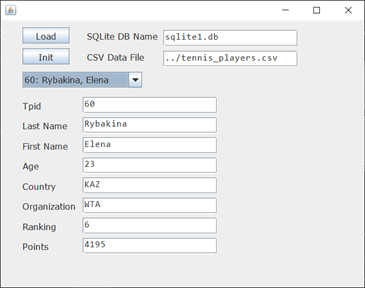 Load SQLite DB Name sqlite1.db
Init CSV Data File ../tennis_players.csv
60: Rybakina, Elena
Tpid 60
Last Name Rybakina
First Name Elena
Age 23
Country KAZ
Organization WTA
Ranking 6
Points 4195